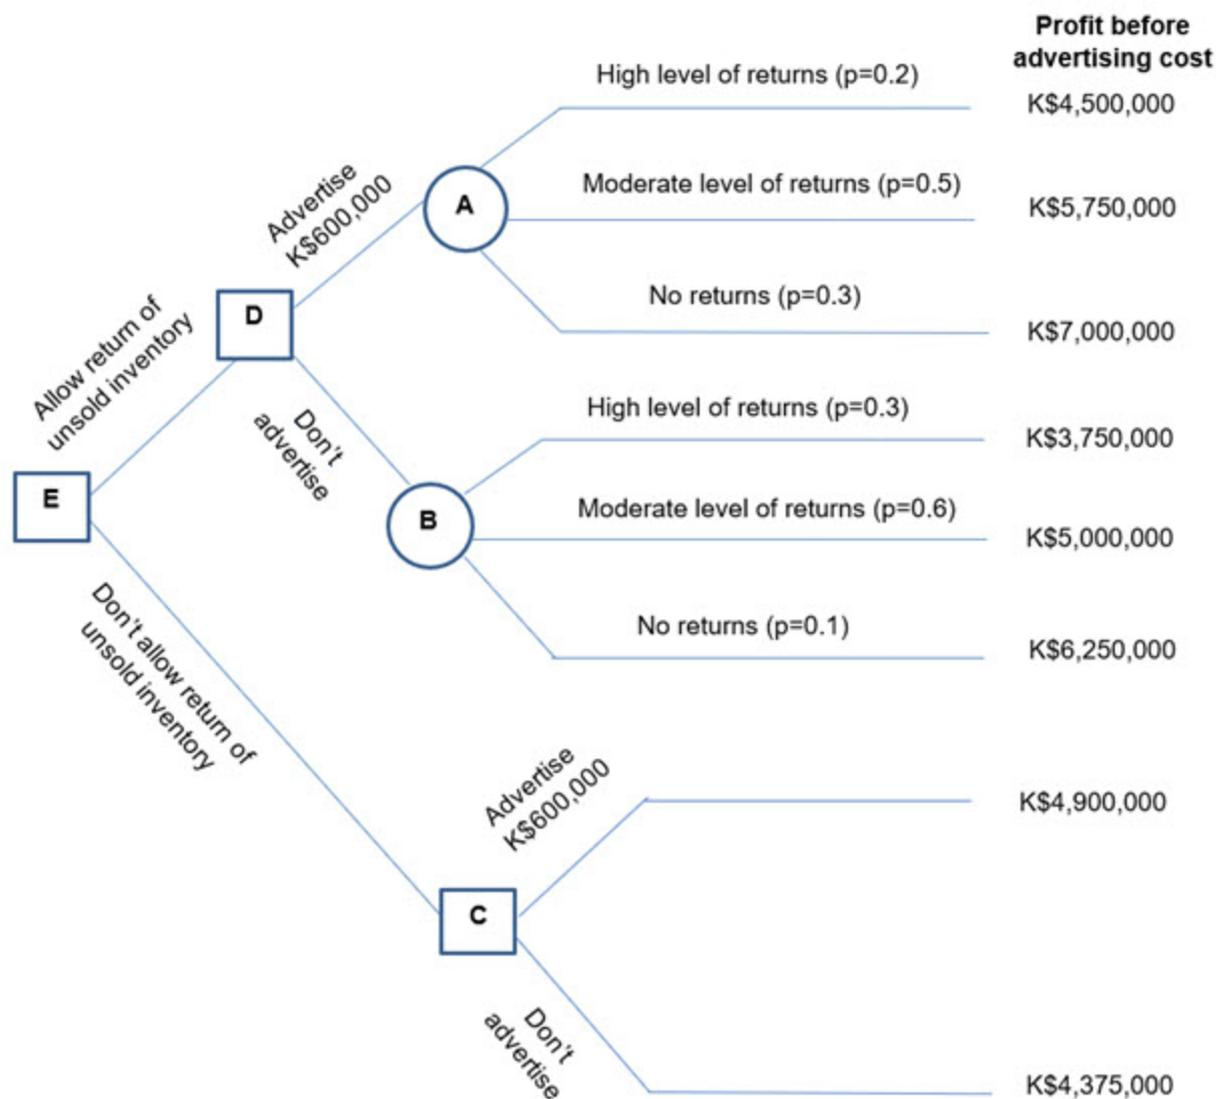 Profit before
advertising cost
High level of returns (p=0.2)
K$4,500,000
Advertise
K$600,000
A
Moderate level of returns (p=0.5)
K$5,750,000
No returns (p=0.3)
K$7,000,000
D
Allow return of
unsold inventory
Don't
advertise
High level of returns (p=0.3)
K$3,750,000
E
B
Moderate level of returns (p=0.6)
K$5,000,000
No returns (p=0.1)
K$6,250,000
Don't allow return of
unsold inventory
Advertise
K$600,000
K$4,900,000
C
Don't
advertise
K$4,375,000